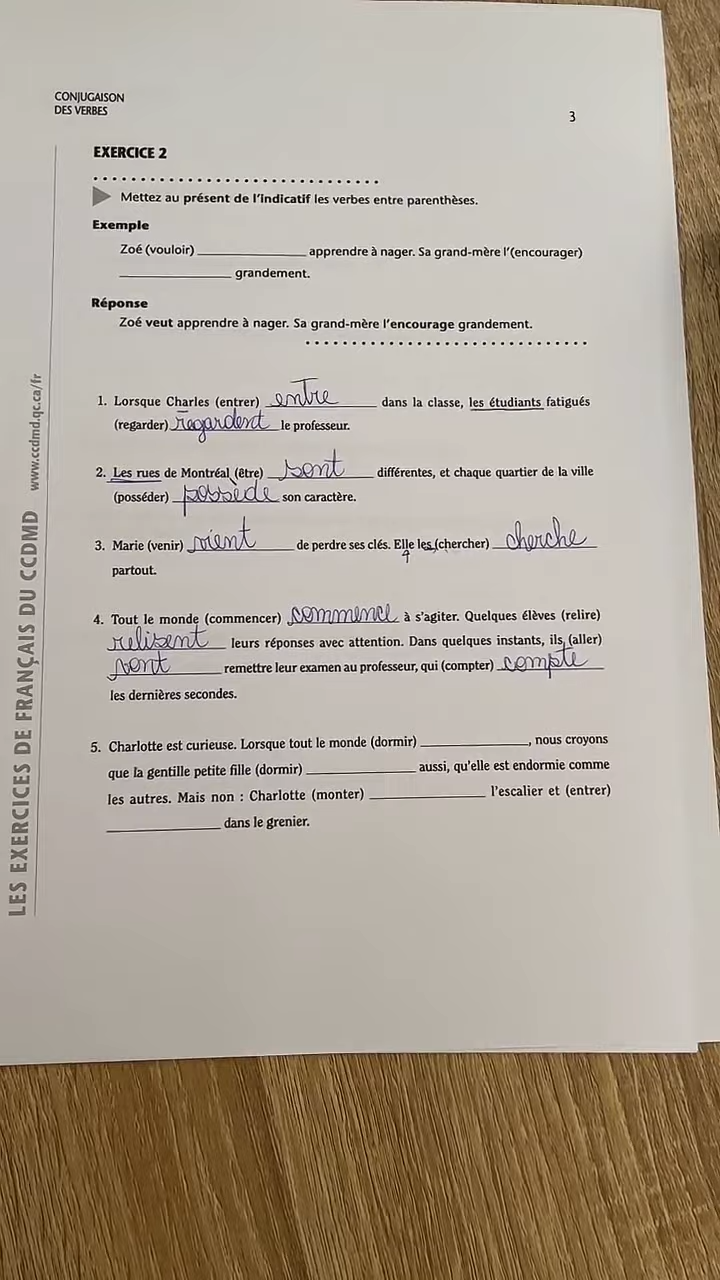 CONJUGAISON
DES VERBES
3
EXERCICE 2
Mettez au présent de l'indicatif les verbes entre parenthèses.
Exemple
Zoé (vouloir) ____________ apprendre à nager. Sa grand-mère l'(encourager)
____________ grandement.
Réponse
Zoé veut apprendre à nager. Sa grand-mère l'encourage grandement.
1. Lorsque Charles (entrer) entre dans la classe, les étudiants fatigués
(regarder) regardent le professeur.
2. Les rues de Montréal (être) sont différentes, et chaque quartier de la ville
(posséder) possède son caractère.
3. Marie (venir) vient de perdre ses clés. Elle les (chercher) cherche
partout.
4. Tout le monde (commencer) commence à s'agiter. Quelques élèves (relire)
relisent leurs réponses avec attention. Dans quelques instants, ils (aller)
vont remettre leur examen au professeur, qui (compter) compte
les dernières secondes.
5. Charlotte est curieuse. Lorsque tout le monde (dormir) ____________, nous croyons
que la gentille petite fille (dormir) ____________ aussi, qu'elle est endormie comme
les autres. Mais non : Charlotte (monter) ____________ l'escalier et (entrer)
____________ dans le grenier.
LES EXERCICES DE FRANÇAIS DU CCDMD www.ccdmd.qc.ca/fr